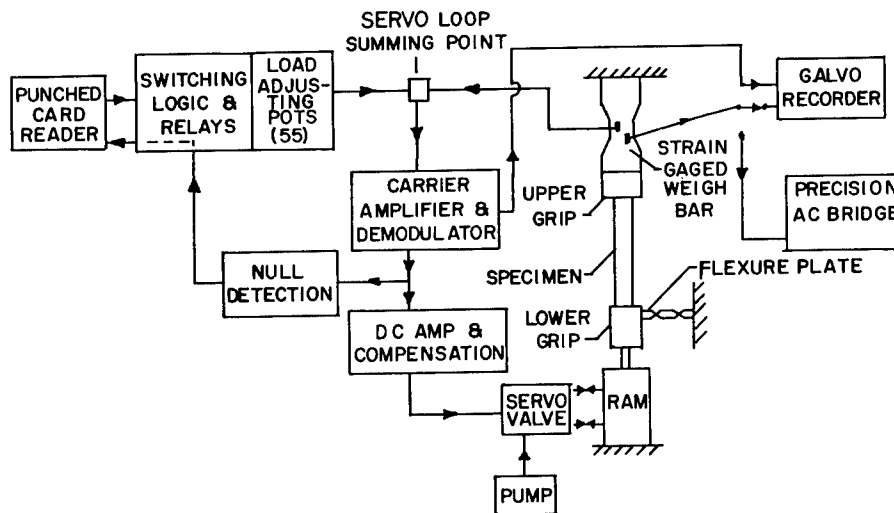 SERVO LOOP
SUMMING POINT
PUNCHED
CARD
READER
SWITCHING
LOGIC &
RELAYS
LOAD
ADJUS-
TING
POTS
(55)
GALVO
RECORDER
CARRIER
AMPLIFIER &
DEMODULATOR
UPPER
GRIP
STRAIN
GAGED
WEIGH
BAR
PRECISION
AC BRIDGE
NULL
DETECTION
SPECIMEN
FLEXURE PLATE
DC AMP &
COMPENSATION
LOWER
GRIP
SERVO
VALVE
RAM
PUMP